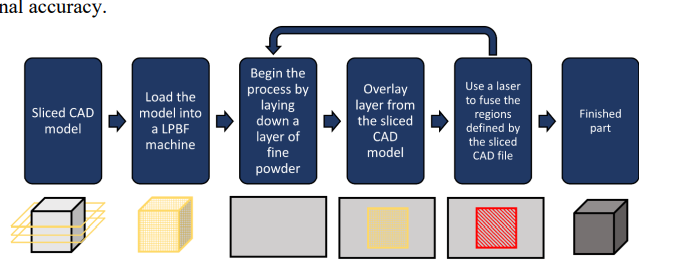 nal accuracy.
Sliced CAD
model
Load the
model into
a LPBF
machine
Begin the
process by
laying
down a
layer of
fine
powder
Overlay
layer from
the sliced
CAD
model
Use a laser
to fuse the
regions
defined by
the sliced
CAD file
Finished
part